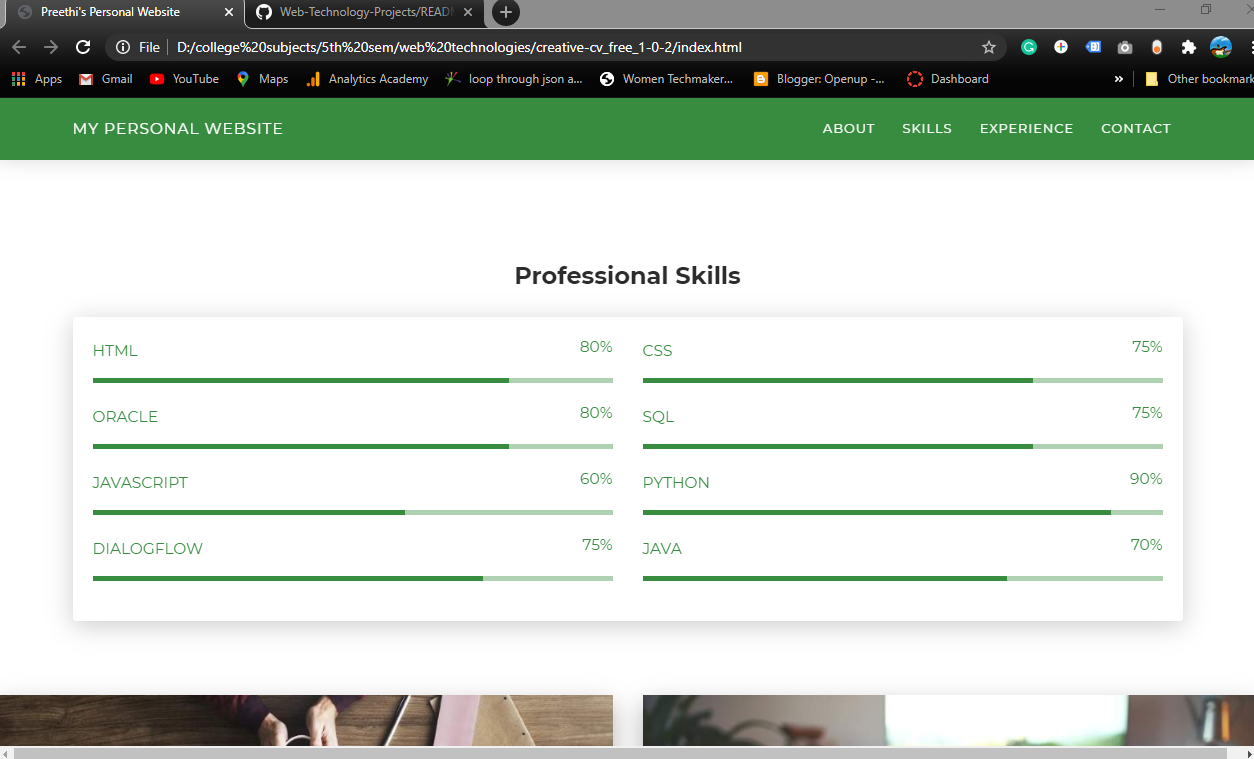 Preethi's Personal Website
Web-Technology-Projects/READ
File D:/college%20subjects/5th%20sem/web%20technologies/creative-cv_free_1-0-2/index.html
Apps Gmail YouTube Maps Analytics Academy loop through json a... Women Techmaker... Blogger: Openup -... Dashboard » Other bookmark
MY PERSONAL WEBSITE ABOUT SKILLS EXPERIENCE CONTACT
Professional Skills
HTML 80% CSS 75%
ORACLE 80% SQL 75%
JAVASCRIPT 60% PYTHON 90%
DIALOGFLOW 75% JAVA 70%